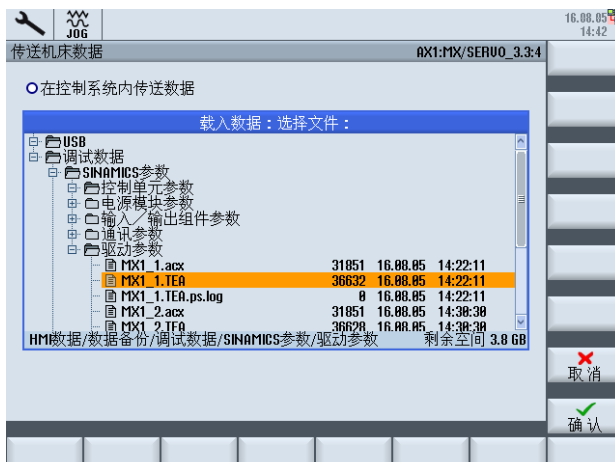 JOG
16.08.05
14:42
传送机床数据 AX1:MX/SERVO_3.3:4
在控制系统内传送数据
载入数据：选择文件：
USB
调试数据
SINAMICS参数
控制单元参数
电源模块参数
输入／输出组件参数
通讯参数
驱动参数
MX1_1.acx 31851 16.08.05 14:22:11
MX1_1.TEA 36632 16.08.05 14:22:11
MX1_1.TEA.ps.log 0 16.08.05 14:22:11
MX1_2.acx 31851 16.08.05 14:30:30
MX1_2.TEA 36628 16.08.05 14:30:30
HMI数据/数据备份/调试数据/SINAMICS参数/驱动参数 剩余空间 3.8 GB
取消
确认